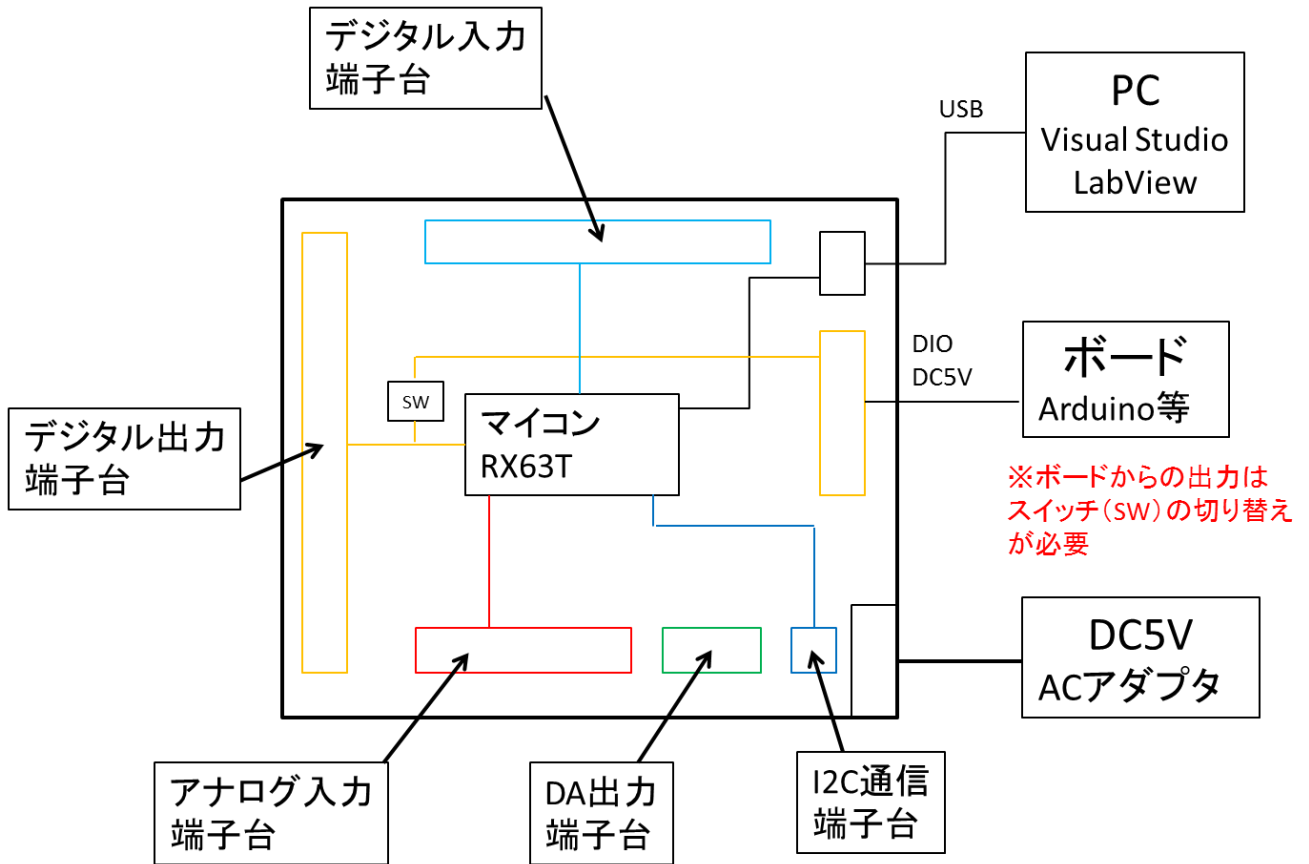 デジタル入力
端子台
PC
Visual Studio
LabView
USB
DIO
DC5V
ボード
Arduino等
SW
マイコン
RX63T
デジタル出力
端子台
※ボードからの出力は
スイッチ(SW)の切り替え
が必要
DC5V
ACアダプタ
アナログ入力
端子台
DA出力
端子台
I2C通信
端子台